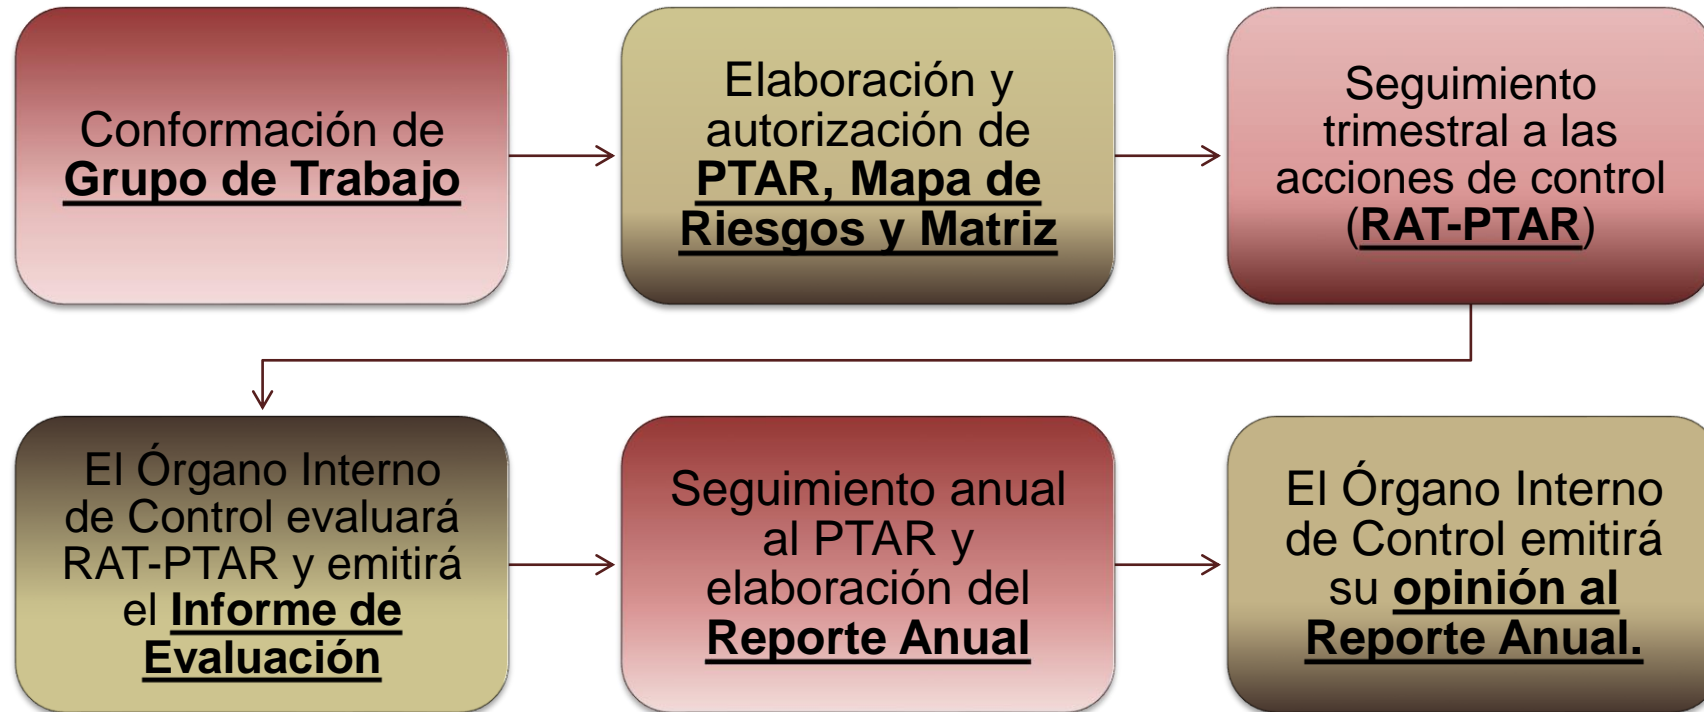 Conformación de
Grupo de Trabajo
Elaboración y
autorización de
PTAR, Mapa de
Riesgos y Matriz
Seguimiento
trimestral a las
acciones de control
(RAT-PTAR)
El Órgano Interno
de Control evaluará
RAT-PTAR y emitirá
el Informe de
Evaluación
Seguimiento anual
al PTAR y
elaboración del
Reporte Anual
El Órgano Interno
de Control emitirá
su opinión al
Reporte Anual.